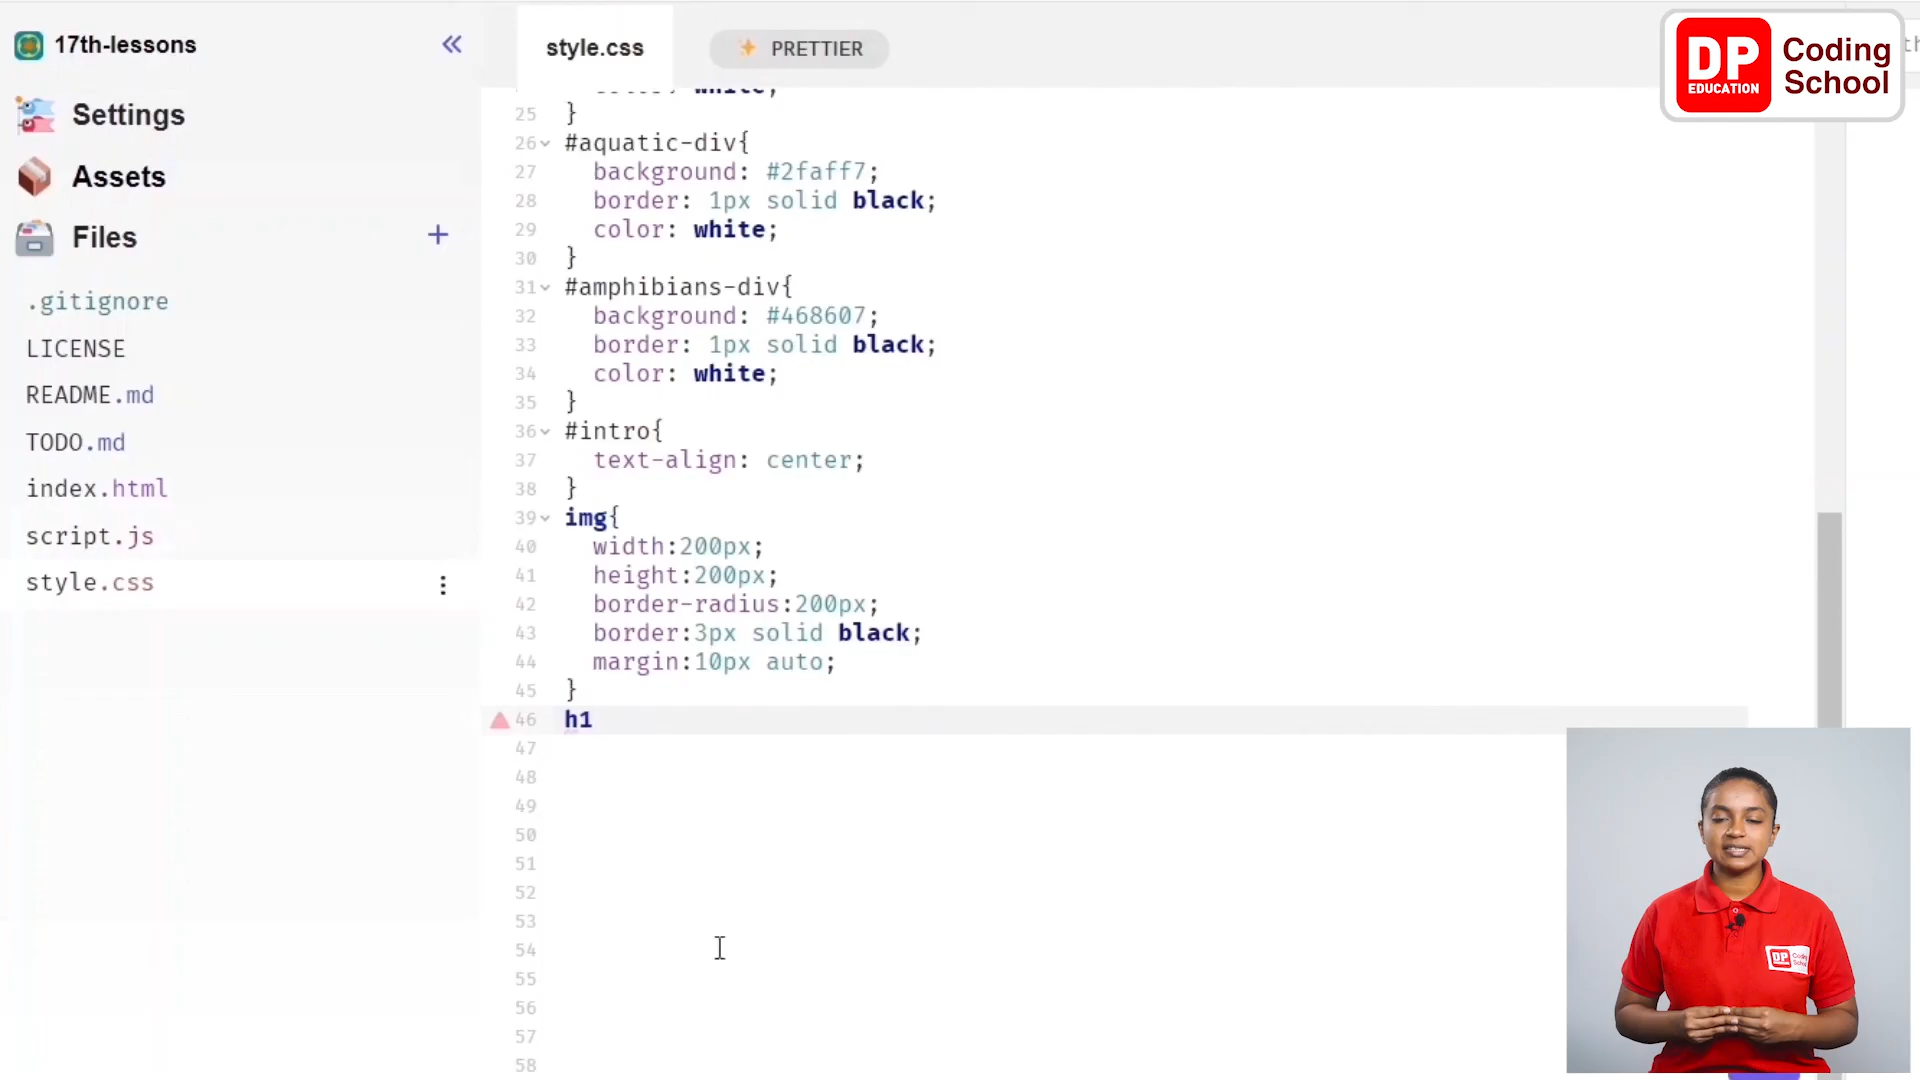 17th-lessons
«
style.css
PRETTIER
DP
EDUCATION
Coding
School
Settings
Assets
Files
+
.gitignore
LICENSE
README.md
TODO.md
index.html
script.js
style.css
white;
25 }
26 #aquatic-div{
27 background: #2faff7;
28 border: 1px solid black;
29 color: white;
30 }
31 #amphibians-div{
32 background: #468607;
33 border: 1px solid black;
34 color: white;
35 }
36 #intro{
37 text-align: center;
38 }
39 img{
40 width:200px;
41 height:200px;
42 border-radius:200px;
43 border:3px solid black;
44 margin:10px auto;
45 }
46 h1
47
48
49
50
51
52
53
54
55
56
57
58
DP